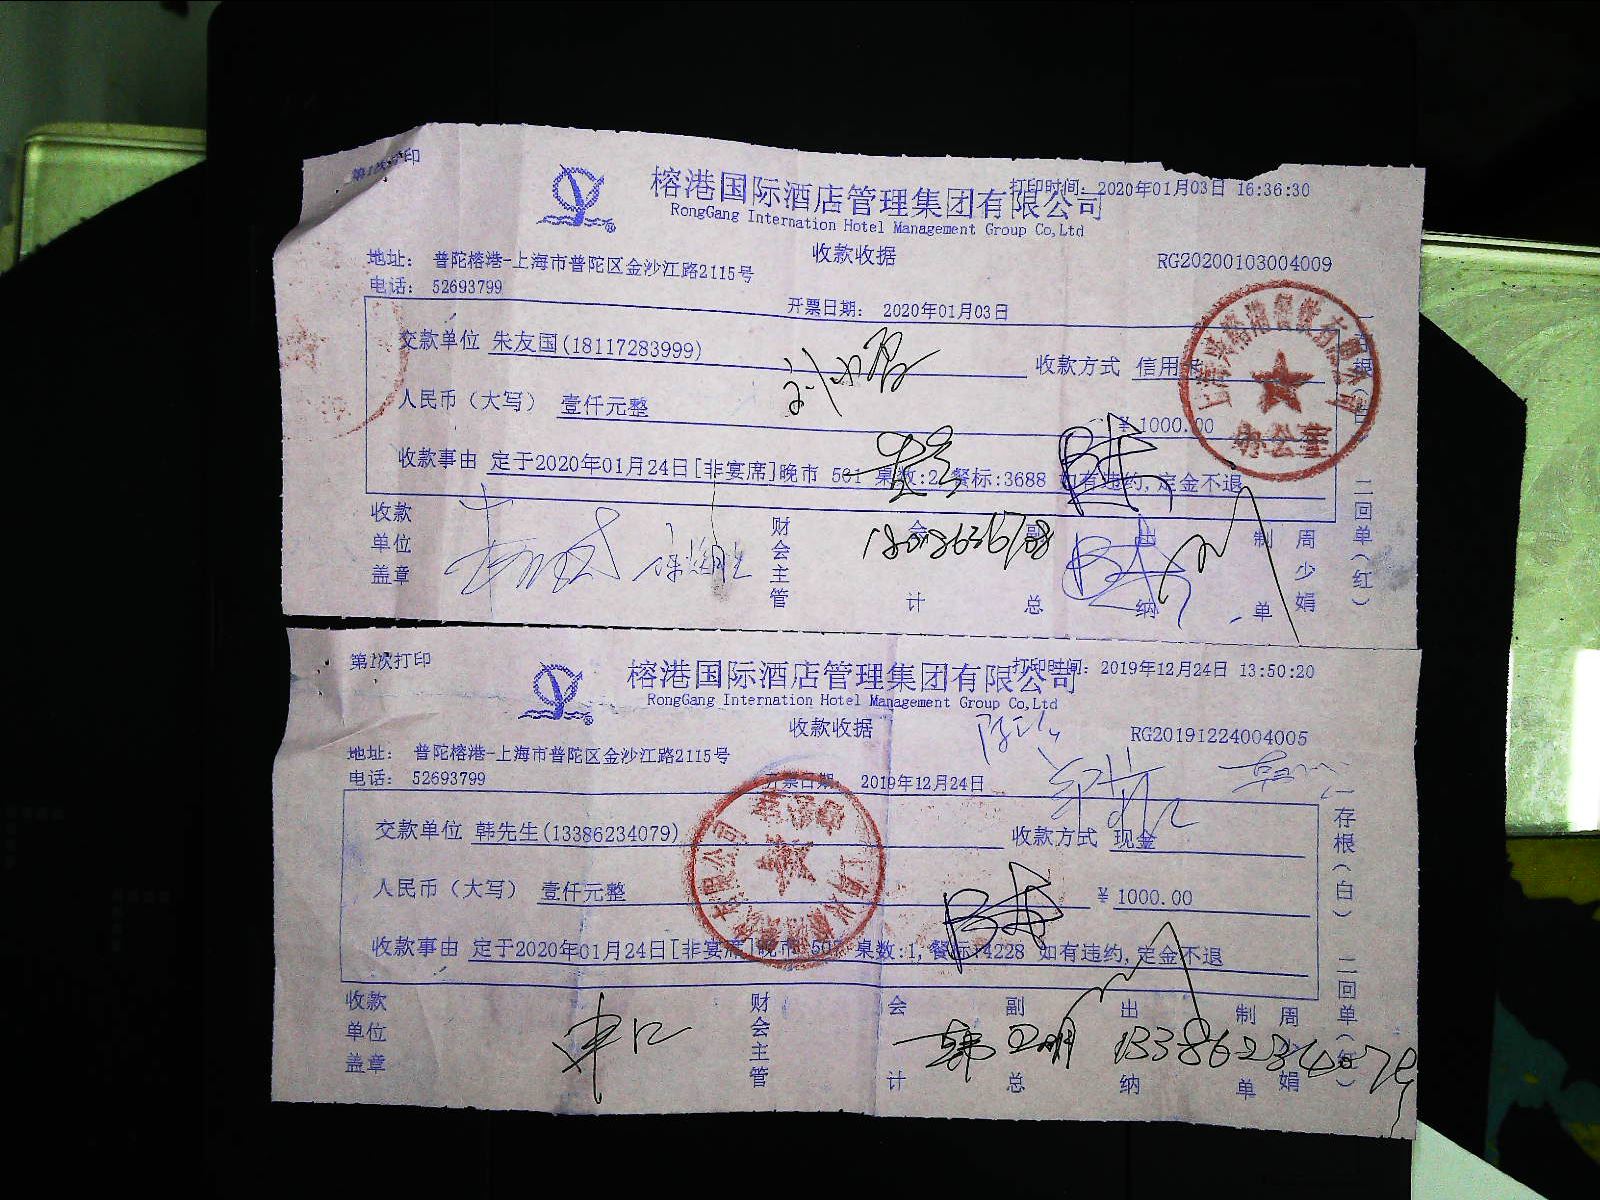 第1次打印
打印时间：2020年01月03日 16:36:30
榕港国际酒店管理集团有限公司
RongGang Internation Hotel Management Group Co,Ltd
收款收据
RG20200103004009
地址： 普陀榕港-上海市普陀区金沙江路2115号
电话： 52693799
开票日期： 2020年01月03日
交款单位 朱友国(18117283999) 收款方式 信用
人民币（大写） 壹仟元整 ¥ 1000.00
收款事由 定于2020年01月24日[非宴席]晚市 501 桌数:2 餐标:3688 如有违约,定金不退
收款单位盖章 财会主管 会计 副总 出纳 制单 周少娟
二回单(红)
办公室
第1次打印
打印时间：2019年12月24日 13:50:20
榕港国际酒店管理集团有限公司
RongGang Internation Hotel Management Group Co,Ltd
收款收据
RG20191224004005
地址： 普陀榕港-上海市普陀区金沙江路2115号
电话： 52693799
开票日期： 2019年12月24日
交款单位 韩先生(13386234079) 收款方式 现金
人民币（大写） 壹仟元整 ¥ 1000.00
收款事由 定于2020年01月24日[非宴席]晚市 507 桌数:1,餐标:4228 如有违约,定金不退
一存根(白) 二回单(红)
收款单位盖章 财会主管 会计 副总 出纳 制单 周少娟
13386234079